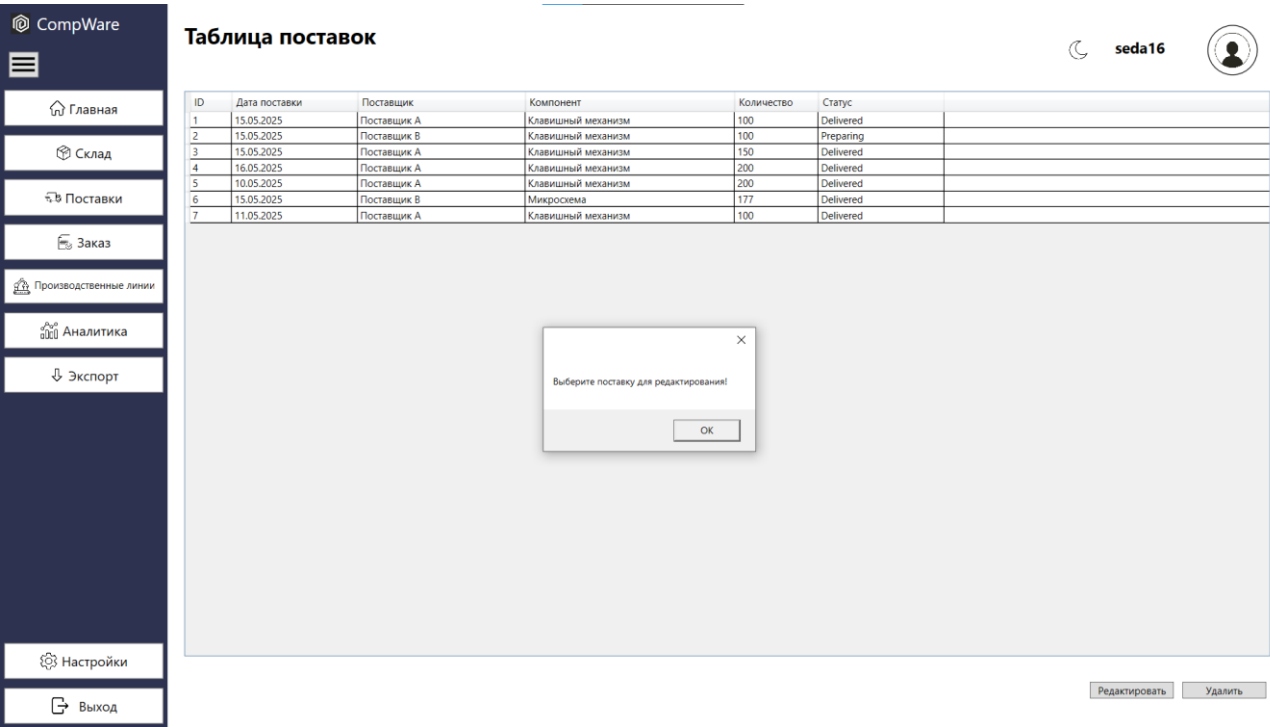 CompWare
Таблица поставок
seda16
Главная
Склад
Поставки
Заказ
Производственные линии
Аналитика
Экспорт
Настройки
Выход
ID Дата поставки Поставщик Компонент Количество Статус
1 15.05.2025 Поставщик А Клавишный механизм 100 Delivered
2 15.05.2025 Поставщик В Клавишный механизм 100 Preparing
3 15.05.2025 Поставщик А Клавишный механизм 150 Delivered
4 16.05.2025 Поставщик А Клавишный механизм 200 Delivered
5 10.05.2025 Поставщик А Клавишный механизм 200 Delivered
6 15.05.2025 Поставщик В Микросхема 177 Delivered
7 11.05.2025 Поставщик А Клавишный механизм 100 Delivered
Выберите поставку для редактирования!
ОК
Редактировать Удалить